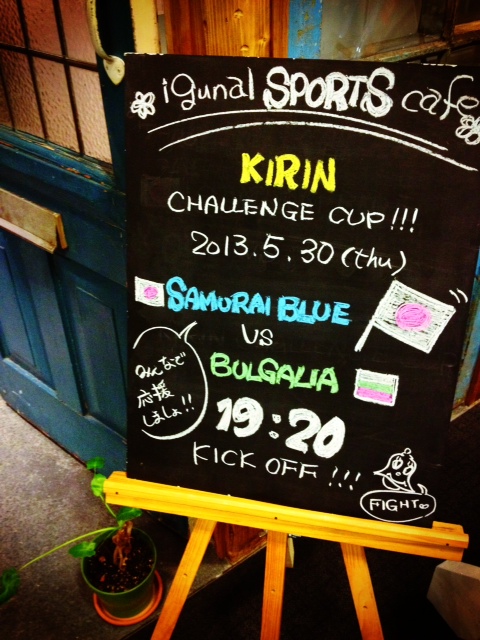 igunal SPORTS cafe
KIRIN
CHALLENGE CUP!!!
2013.5.30(thu)
SAMURAI BLUE
VS
BULGALIA
みんなで
応援
しましょ!!
19:20
KICK OFF!!!
FIGHT